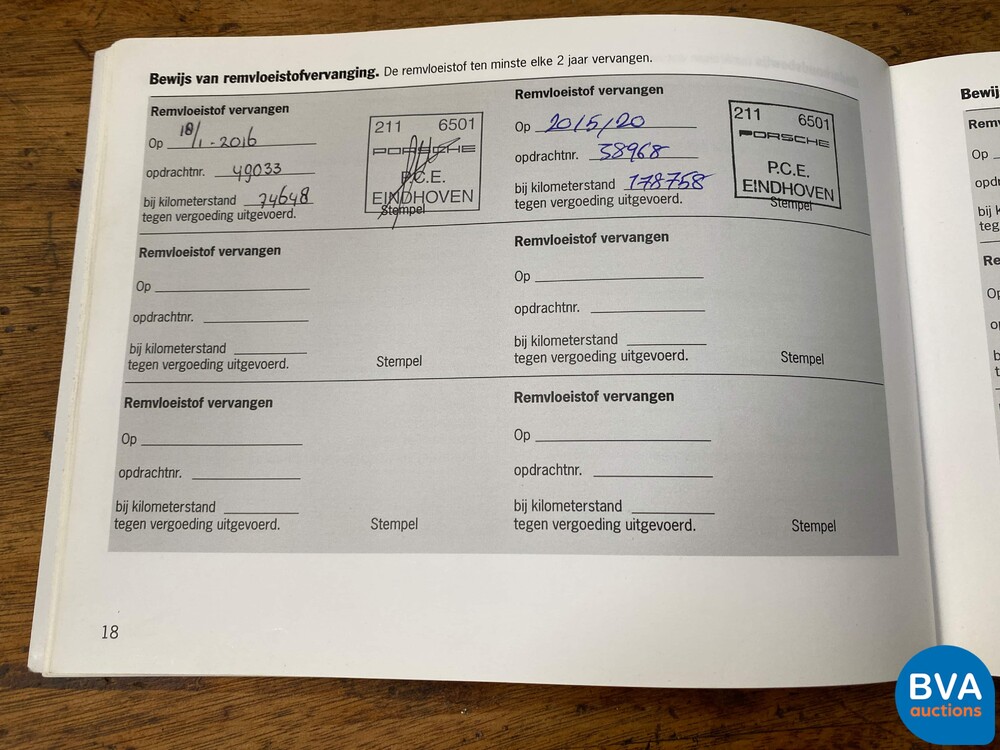 Bewijs van remvloeistofvervanging. De remvloeistof ten minste elke 2 jaar vervangen.
Remvloeistof vervangen
Op 18/1-2016
opdrachtnr. 49033
bij kilometerstand 74648
tegen vergoeding uitgevoerd.
211 6501
PORSCHE
P.C.E.
EINDHOVEN
Stempel
Remvloeistof vervangen
Op 20/5/20
opdrachtnr. 38968
bij kilometerstand 178758
tegen vergoeding uitgevoerd.
211 6501
PORSCHE
P.C.E.
EINDHOVEN
Stempel
Remvloeistof vervangen
Op
opdrachtnr.
bij kilometerstand
tegen vergoeding uitgevoerd.
Stempel
Remvloeistof vervangen
Op
opdrachtnr.
bij kilometerstand
tegen vergoeding uitgevoerd.
Stempel
Remvloeistof vervangen
Op
opdrachtnr.
bij kilometerstand
tegen vergoeding uitgevoerd.
Stempel
Remvloeistof vervangen
Op
opdrachtnr.
bij kilometerstand
tegen vergoeding uitgevoerd.
Stempel
18
BVA
auctions